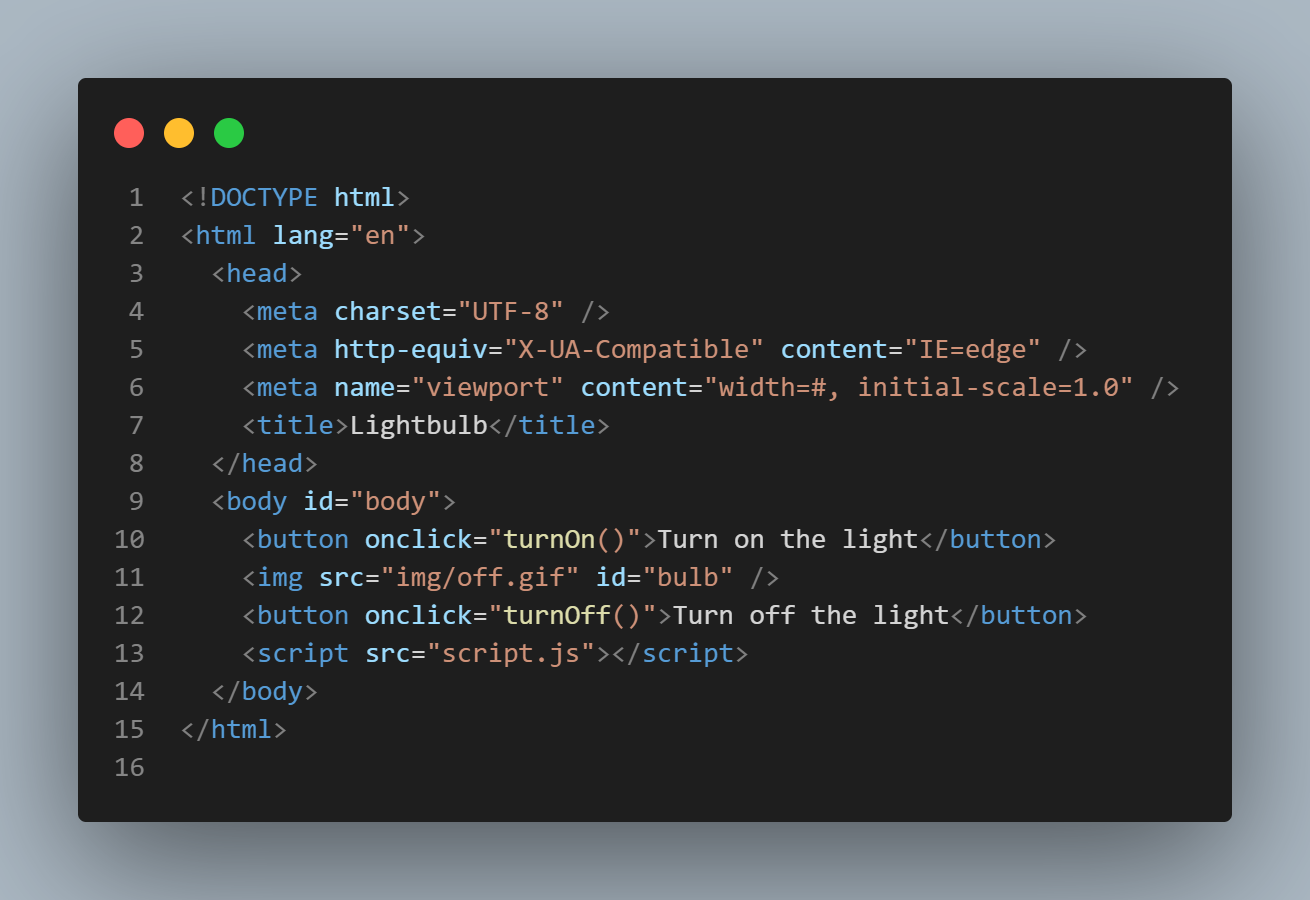 1 <!DOCTYPE html>
2 <html lang="en">
3   <head>
4     <meta charset="UTF-8" />
5     <meta http-equiv="X-UA-Compatible" content="IE=edge" />
6     <meta name="viewport" content="width=#, initial-scale=1.0" />
7     <title>Lightbulb</title>
8   </head>
9   <body id="body">
10     <button onclick="turnOn()">Turn on the light</button>
11     <img src="img/off.gif" id="bulb" />
12     <button onclick="turnOff()">Turn off the light</button>
13     <script src="script.js"></script>
14   </body>
15 </html>
16